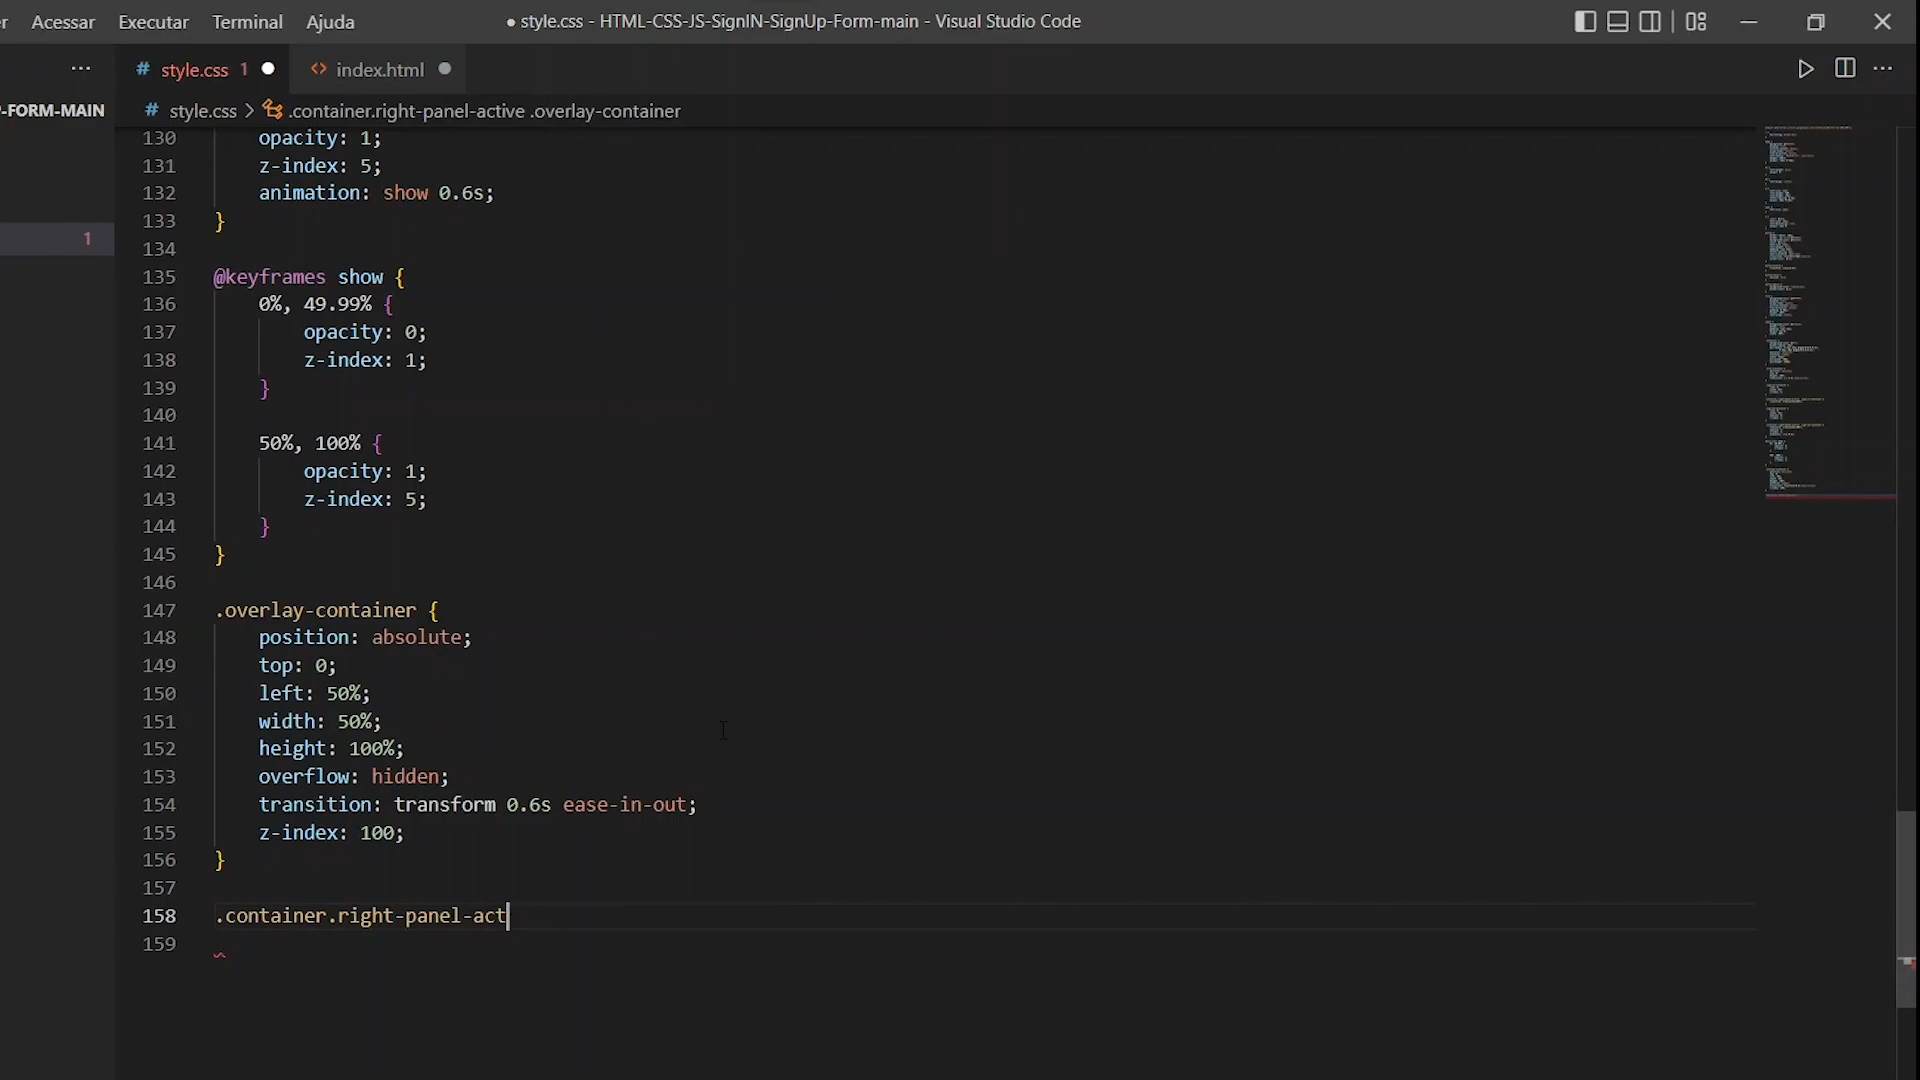 r Acessar Executar Terminal Ajuda ● style.css - HTML-CSS-JS-SignIN-SignUp-Form-main - Visual Studio Code
··· # style.css 1 ● <> index.html ●
P-FORM-MAIN # style.css > .container.right-panel-active .overlay-container
130 opacity: 1;
131 z-index: 5;
132 animation: show 0.6s;
133 }
134
1
135 @keyframes show {
136 0%, 49.99% {
137 opacity: 0;
138 z-index: 1;
139 }
140
141 50%, 100% {
142 opacity: 1;
143 z-index: 5;
144 }
145 }
146
147 .overlay-container {
148 position: absolute;
149 top: 0;
150 left: 50%;
151 width: 50%;
152 height: 100%;
153 overflow: hidden;
154 transition: transform 0.6s ease-in-out;
155 z-index: 100;
156 }
157
158 .container.right-panel-act
159